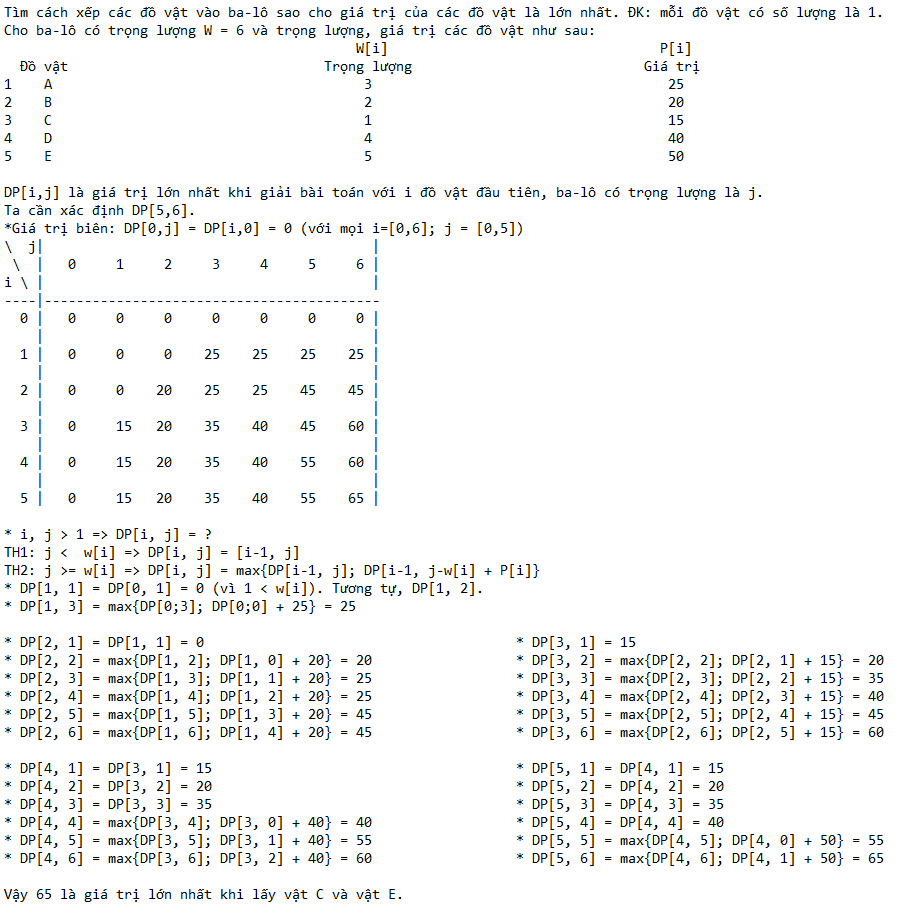 Tìm cách xếp các đồ vật vào ba-lô sao cho giá trị của các đồ vật là lớn nhất. ĐK: mỗi đồ vật có số lượng là 1.
Cho ba-lô có trọng lượng W = 6 và trọng lượng, giá trị các đồ vật như sau:
W[i] P[i]
Đồ vật Trọng lượng Giá trị
1 A 3 25
2 B 2 20
3 C 1 15
4 D 4 40
5 E 5 50
DP[i,j] là giá trị lớn nhất khi giải bài toán với i đồ vật đầu tiên, ba-lô có trọng lượng là j.
Ta cần xác định DP[5,6].
*Giá trị biên: DP[0,j] = DP[i,0] = 0 (với mọi i=[0,6]; j = [0,5])
\ j| |
\ | 0 1 2 3 4 5 6 |
i \ | |
----|-------------------------------------------
0 | 0 0 0 0 0 0 0 |
| |
1 | 0 0 0 25 25 25 25 |
| |
2 | 0 0 20 25 25 45 45 |
| |
3 | 0 15 20 35 40 45 60 |
| |
4 | 0 15 20 35 40 55 60 |
| |
5 | 0 15 20 35 40 55 65 |
* i, j > 1 => DP[i, j] = ?
TH1: j < w[i] => DP[i, j] = [i-1, j]
TH2: j >= w[i] => DP[i, j] = max{DP[i-1, j]; DP[i-1, j-w[i] + P[i]}
* DP[1, 1] = DP[0, 1] = 0 (vì 1 < w[i]). Tương tự, DP[1, 2].
* DP[1, 3] = max{DP[0;3]; DP[0;0] + 25} = 25
* DP[2, 1] = DP[1, 1] = 0 * DP[3, 1] = 15
* DP[2, 2] = max{DP[1, 2]; DP[1, 0] + 20} = 20 * DP[3, 2] = max{DP[2, 2]; DP[2, 1] + 15} = 20
* DP[2, 3] = max{DP[1, 3]; DP[1, 1] + 20} = 25 * DP[3, 3] = max{DP[2, 3]; DP[2, 2] + 15} = 35
* DP[2, 4] = max{DP[1, 4]; DP[1, 2] + 20} = 25 * DP[3, 4] = max{DP[2, 4]; DP[2, 3] + 15} = 40
* DP[2, 5] = max{DP[1, 5]; DP[1, 3] + 20} = 45 * DP[3, 5] = max{DP[2, 5]; DP[2, 4] + 15} = 45
* DP[2, 6] = max{DP[1, 6]; DP[1, 4] + 20} = 45 * DP[3, 6] = max{DP[2, 6]; DP[2, 5] + 15} = 60
* DP[4, 1] = DP[3, 1] = 15 * DP[5, 1] = DP[4, 1] = 15
* DP[4, 2] = DP[3, 2] = 20 * DP[5, 2] = DP[4, 2] = 20
* DP[4, 3] = DP[3, 3] = 35 * DP[5, 3] = DP[4, 3] = 35
* DP[4, 4] = max{DP[3, 4]; DP[3, 0] + 40} = 40 * DP[5, 4] = DP[4, 4] = 40
* DP[4, 5] = max{DP[3, 5]; DP[3, 1] + 40} = 55 * DP[5, 5] = max{DP[4, 5]; DP[4, 0] + 50} = 55
* DP[4, 6] = max{DP[3, 6]; DP[3, 2] + 40} = 60 * DP[5, 6] = max{DP[4, 6]; DP[4, 1] + 50} = 65
Vậy 65 là giá trị lớn nhất khi lấy vật C và vật E.